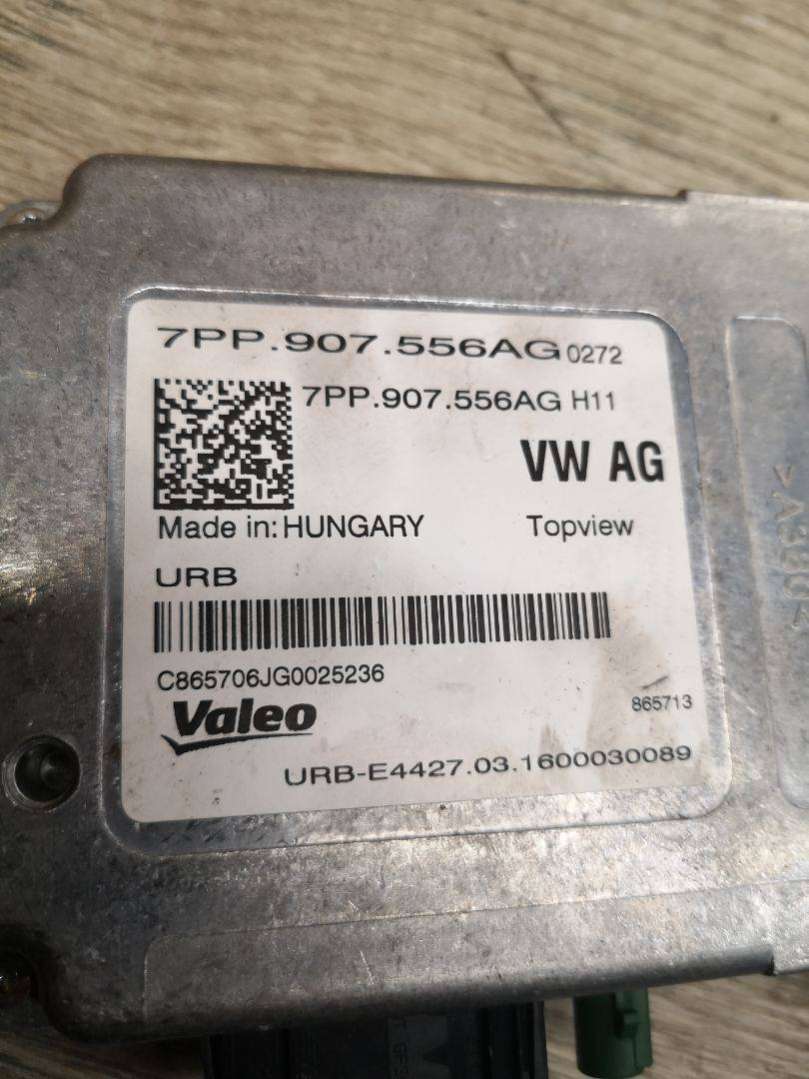 7PP.907.556AG 0272
7PP.907.556AG H11
VW AG
Made in: HUNGARY Topview
URB
C865706JG0025236
Valeo 865713
URB-E4427.03.1600030089